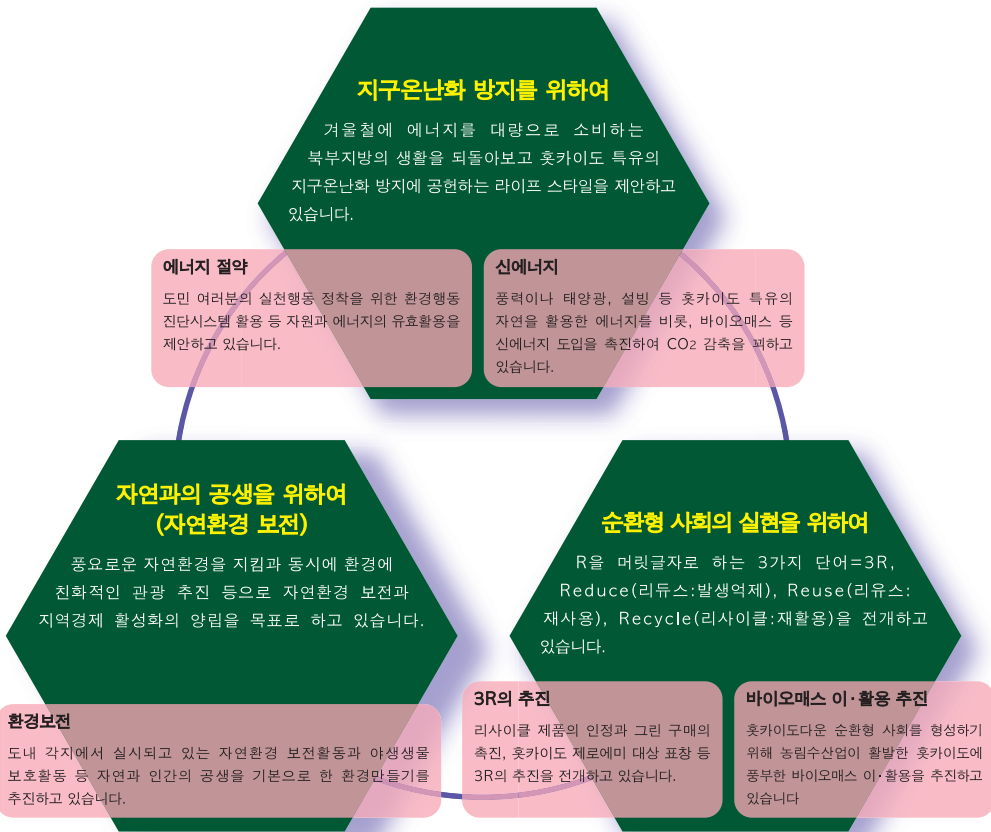 지구온난화 방지를 위하여
겨울철에 에너지를 대량으로 소비하는
북부지방의 생활을 되돌아보고 홋카이도 특유의
지구온난화 방지에 공헌하는 라이프 스타일을 제안하고
있습니다.
에너지 절약
도민 여러분의 실천행동 정착을 위한 환경행동
진단시스템 활용 등 자원과 에너지의 유효활용을
제안하고 있습니다.
신에너지
풍력이나 태양광, 설빙 등 홋카이도 특유의
자연을 활용한 에너지를 비롯, 바이오매스 등
신에너지 도입을 촉진하여 CO2 감축을 꾀하고
있습니다.
자연과의 공생을 위하여
(자연환경 보전)
풍요로운 자연환경을 지킴과 동시에 환경에
친화적인 관광 추진 등으로 자연환경 보전과
지역경제 활성화의 양립을 목표로 하고 있습니다.
환경보전
도내 각지에서 실시되고 있는 자연환경 보전활동과 야생생물
보호활동 등 자연과 인간의 공생을 기본으로 한 환경만들기를
추진하고 있습니다.
순환형 사회의 실현을 위하여
R을 머릿글자로 하는 3가지 단어=3R,
Reduce(리듀스:발생억제), Reuse(리유스:
재사용), Recycle(리사이클:재활용)을 전개하고
있습니다.
3R의 추진
리사이클 제품의 인정과 그린 구매의
촉진, 홋카이도 제로에미 대상 표창 등
3R의 추진을 전개하고 있습니다.
바이오매스 이·활용 추진
홋카이도다운 순환형 사회를 형성하기
위해 농림수산업이 활발한 홋카이도에
풍부한 바이오매스 이·활용을 추진하고
있습니다